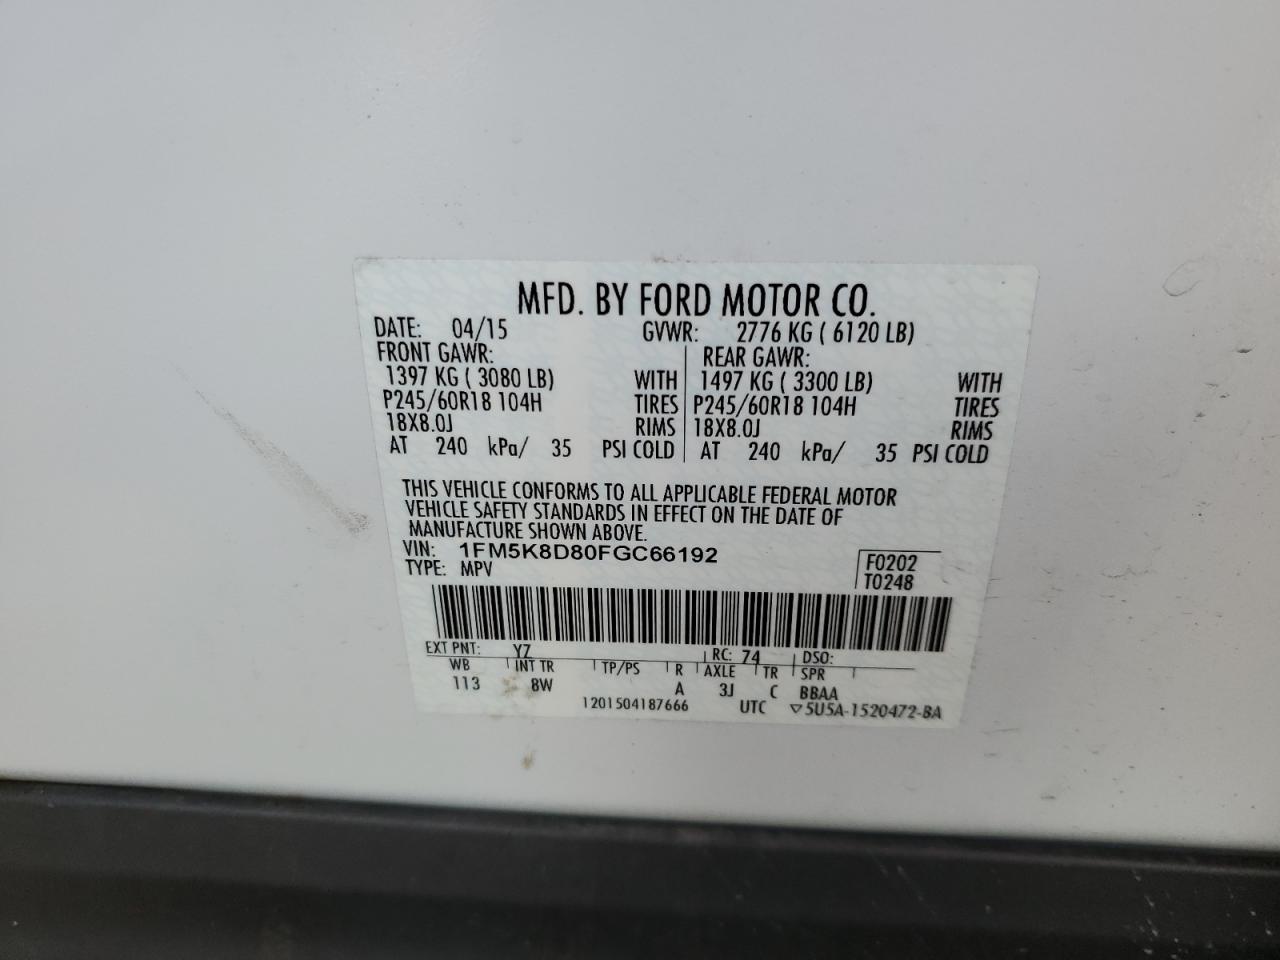 MFD. BY FORD MOTOR CO.
DATE: 04/15 GVWR: 2776 KG ( 6120 LB)
FRONT GAWR: REAR GAWR:
1397 KG ( 3080 LB) WITH 1497 KG ( 3300 LB) WITH
P245/60R18 104H TIRES P245/60R18 104H TIRES
18X8.0J RIMS 18X8.0J RIMS
AT 240 kPa/ 35 PSI COLD AT 240 kPa/ 35 PSI COLD
THIS VEHICLE CONFORMS TO ALL APPLICABLE FEDERAL MOTOR
VEHICLE SAFETY STANDARDS IN EFFECT ON THE DATE OF
MANUFACTURE SHOWN ABOVE.
VIN: 1FM5K8D80FGC66192 F0202
TYPE: MPV T0248
EXT PNT: YZ RC: 74 DSO:
WB INT TR TP/PS R AXLE TR SPR
113 8W A 3J C BBAA
1201504187666 UTC ▽5U5A-1520472-BA